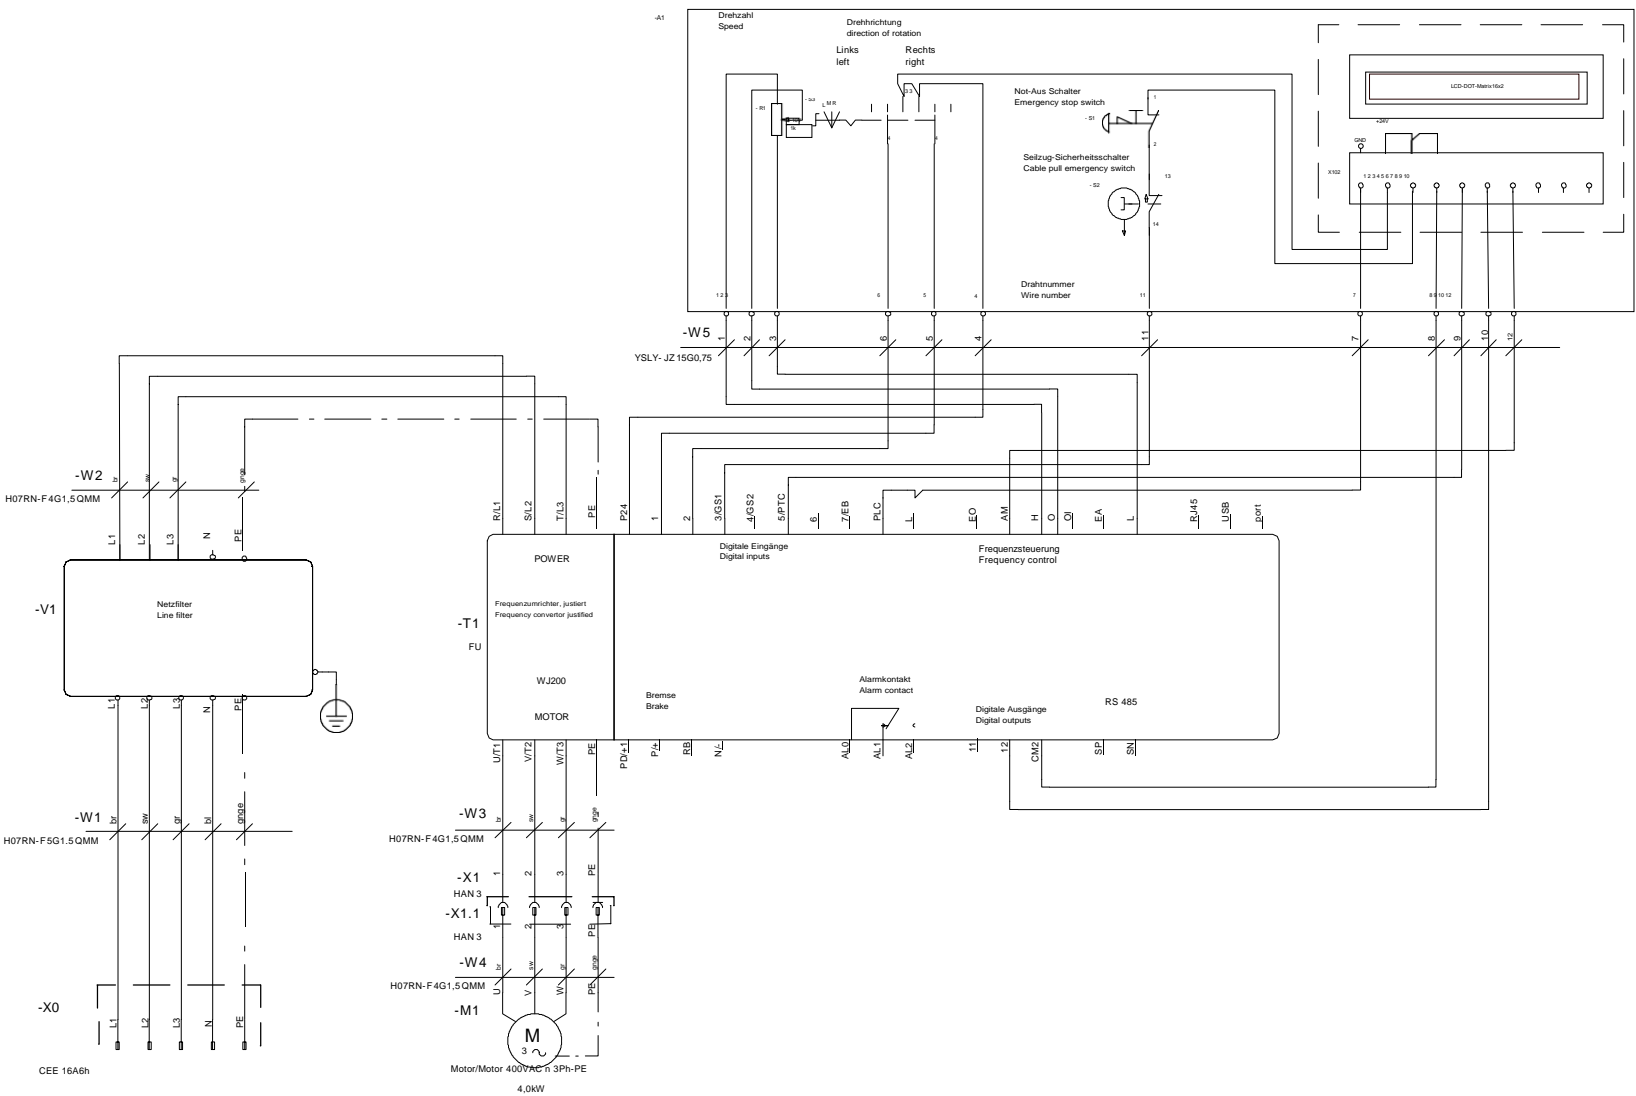 -A1
Drehzahl
Speed
Drehrichtung
direction of rotation
Links
left
Rechts
right
- R1
1k
L M R
3 3
4
4
Not-Aus Schalter
Emergency stop switch
- S1
1
2
Seilzug-Sicherheitsschalter
Cable pull emergency switch
- S2
13
14
LCD-DOT-Matrix16x2
+24V
GND
X102
1 2 3 4 5 6 7 8 9 10
Drahtnummer
Wire number
1 2 3
6
5
4
11
7
8 9 10 12
-W5
YSLY- JZ 15G0,75
1
2
3
6
5
4
11
7
8
9
10
12
-W2
H07RN-F4G1,5QMM
br
sw
gr
gnge
L1
L2
L3
N
PE
-V1
Netzfilter
Line filter
L1
L2
L3
N
PE
-W1
H07RN-F5G1.5QMM
br
sw
gr
bl
gnge
-X0
L1
L2
L3
N
PE
CEE 16A6h
R/L1
S/L2
T/L3
PE
P24
1
2
3/GS1
4/GS2
5/PTC
6
7/EB
PLC
L
EO
AM
H
O
OI
EA
L
RJ45
USB
port
-T1
FU
POWER
Frequenzumrichter, justiert
Frequency convertor justified
WJ200
MOTOR
Digitale Eingänge
Digital inputs
Frequenzsteuerung
Frequency control
Bremse
Brake
Alarmkontakt
Alarm contact
Digitale Ausgänge
Digital outputs
RS 485
U/T1
V/T2
W/T3
PE
PD/+1
P/+
RB
N/-
AL0
AL1
AL2
11
12
CM2
SP
SN
-W3
H07RN-F4G1,5QMM
br
sw
gr
gnge
-X1
HAN 3
1
2
3
PE
-X1.1
HAN 3
1
2
3
PE
-W4
H07RN-F4G1,5QMM
br
sw
gr
gnge
U
V
W
PE
-M1
M
3
Motor/Motor 400VAC n 3Ph-PE
4,0kW